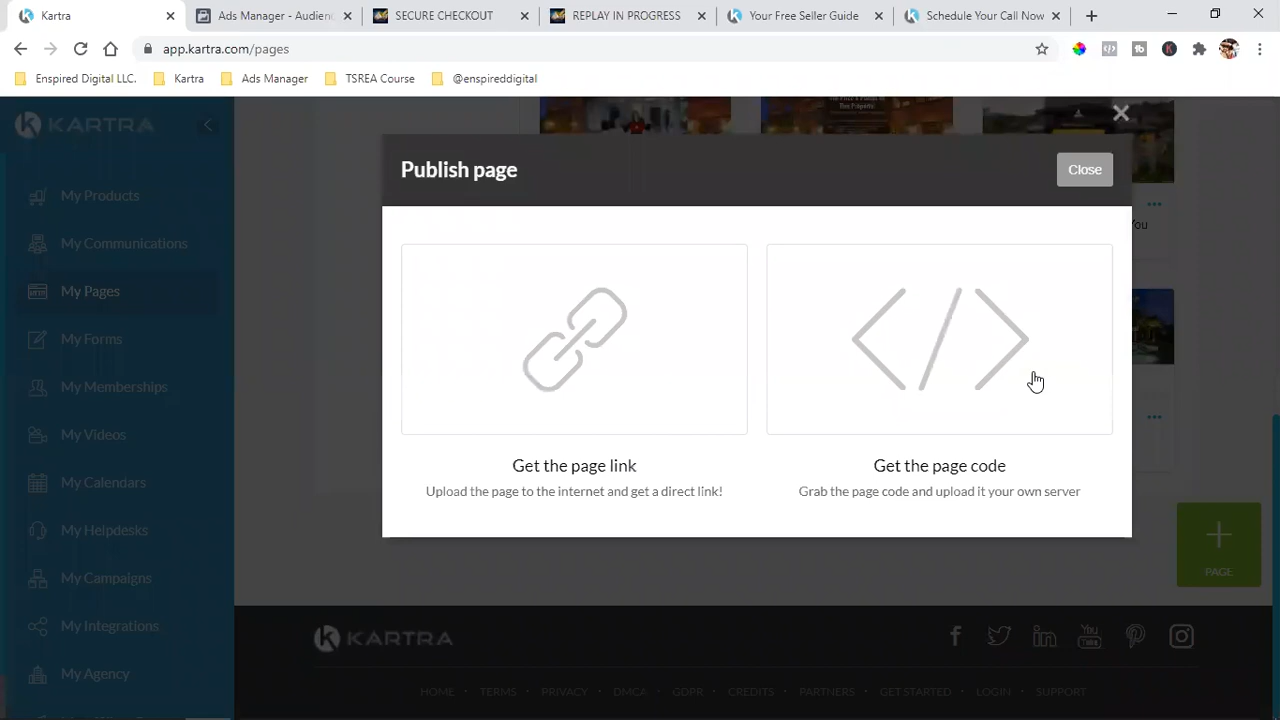 Kartra
Ads Manager - Audienc
SECURE CHECKOUT
REPLAY IN PROGRESS
Your Free Seller Guide
Schedule Your Call Now
app.kartra.com/pages
Enspired Digital LLC.
Kartra
Ads Manager
TSREA Course
@enspireddigital
KARTRA
My Products
My Communications
My Pages
My Forms
My Memberships
My Videos
My Calendars
My Helpdesks
My Campaigns
My Integrations
My Agency
Publish page
Close
Get the page link
Upload the page to the internet and get a direct link!
Get the page code
Grab the page code and upload it your own server
You
PAGE
KARTRA
HOME · TERMS · PRIVACY · DMCA · GDPR · CREDITS · PARTNERS · GET STARTED · LOGIN · SUPPORT